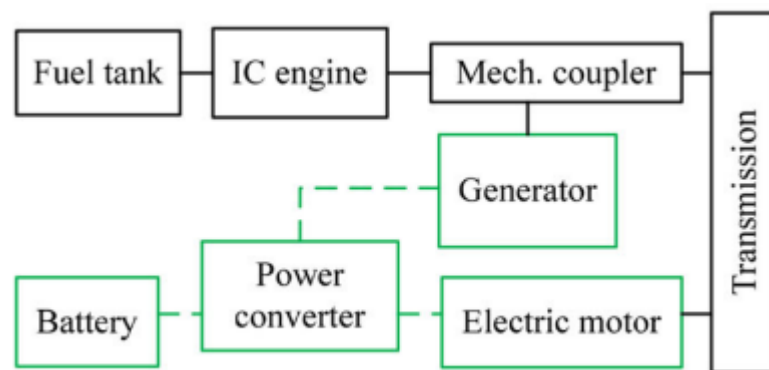 Fuel tank
IC engine
Mech. coupler
Transmission
Generator
Power
converter
Battery
Electric motor